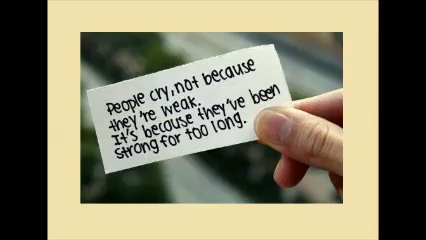 People cry, not because
they're weak.
It's because they've been
strong for too long.